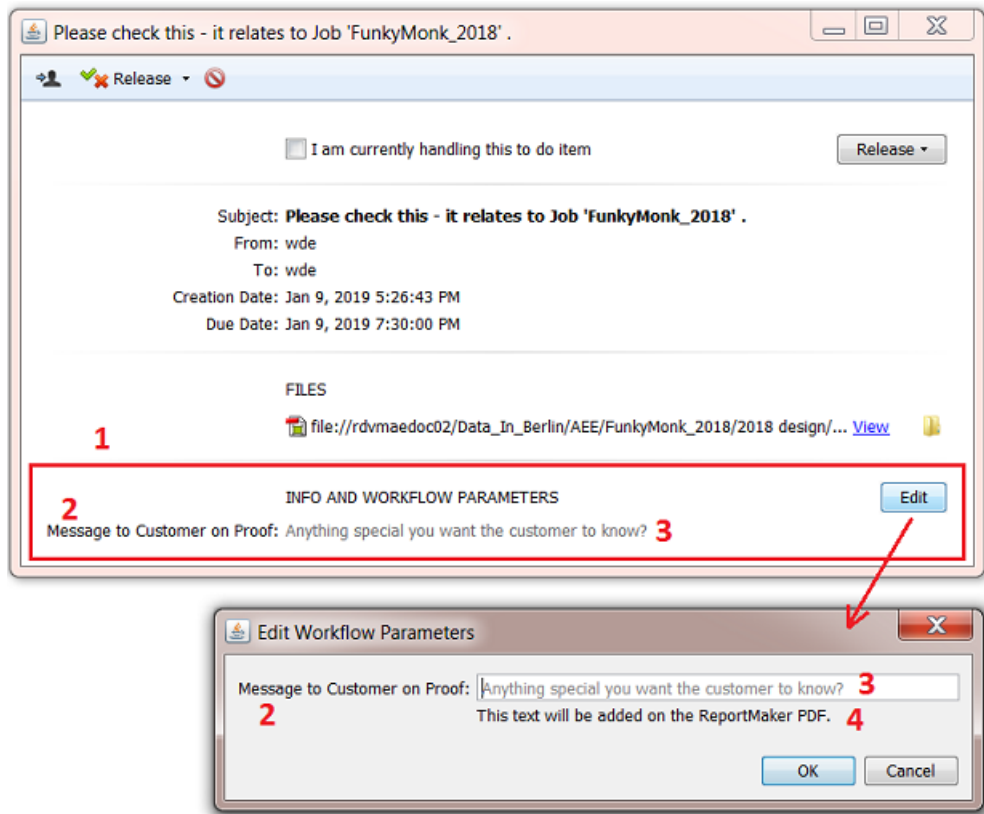 Please check this - it relates to Job 'FunkyMonk_2018' .
Release
I am currently handling this to do item
Release
Subject: Please check this - it relates to Job 'FunkyMonk_2018' .
From: wde
To: wde
Creation Date: Jan 9, 2019 5:26:43 PM
Due Date: Jan 9, 2019 7:30:00 PM
FILES
file://rdvmaedoc02/Data_In_Berlin/AEE/FunkyMonk_2018/2018 design/... View
1
INFO AND WORKFLOW PARAMETERS
Edit
2
Message to Customer on Proof: Anything special you want the customer to know? 3
Edit Workflow Parameters
Message to Customer on Proof: Anything special you want the customer to know? 3
2
This text will be added on the ReportMaker PDF. 4
OK
Cancel